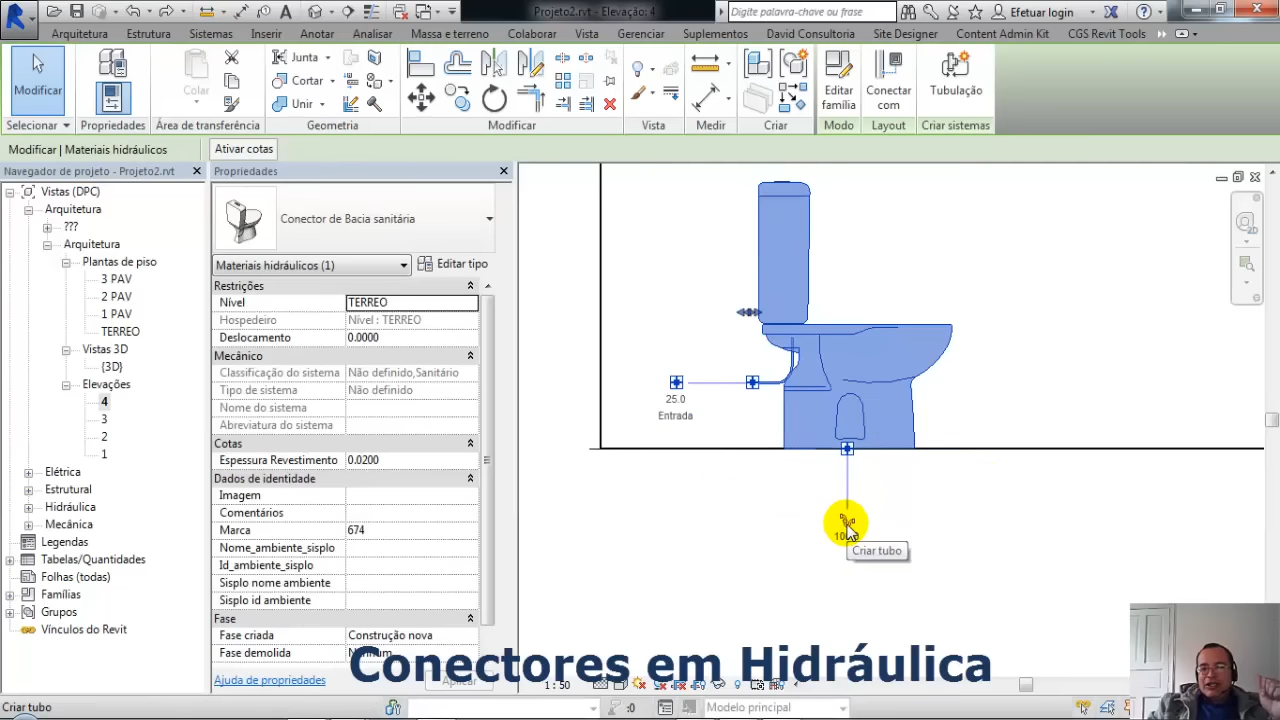 Projeto2.rvt - Elevação: 4
Digite palavra-chave ou frase
Efetuar login
Arquitetura Estrutura Sistemas Inserir Anotar Analisar Massa e terreno Colaborar Vista Gerenciar Suplementos David Consultoria Site Designer Content Admin Kit CGS Revit Tools
Modificar
Colar
Junta
Cortar
Unir
Editar família
Conectar com
Tubulação
Selecionar Propriedades Área de transferência Geometria Modificar Vista Medir Criar Modo Layout Criar sistemas
Modificar | Materiais hidráulicos
Ativar cotas
Navegador de projeto - Projeto2.rvt
Vistas (DPC)
Arquitetura
???
Arquitetura
Plantas de piso
3 PAV
2 PAV
1 PAV
TERREO
Vistas 3D
{3D}
Elevações
4
3
2
1
Elétrica
Estrutural
Hidráulica
Mecânica
Legendas
Tabelas/Quantidades
Folhas (todas)
Famílias
Grupos
Vínculos do Revit
Propriedades
Conector de Bacia sanitária
Materiais hidráulicos (1)
Editar tipo
Restrições
Nível TERREO
Hospedeiro Nível : TERREO
Deslocamento 0.0000
Mecânico
Classificação do sistema Não definido,Sanitário
Tipo de sistema Não definido
Nome do sistema
Abreviatura do sistema
Cotas
Espessura Revestimento 0.0200
Dados de identidade
Imagem
Comentários
Marca 674
Nome_ambiente_sisplo
Id_ambiente_sisplo
Sisplo nome ambiente
Sisplo id ambiente
Fase
Fase criada Construção nova
Fase demolida
Ajuda de propriedades
Aplicar
25.0
Entrada
Criar tubo
Conectores em Hidráulica
1 : 50
Criar tubo
:0
Modelo principal